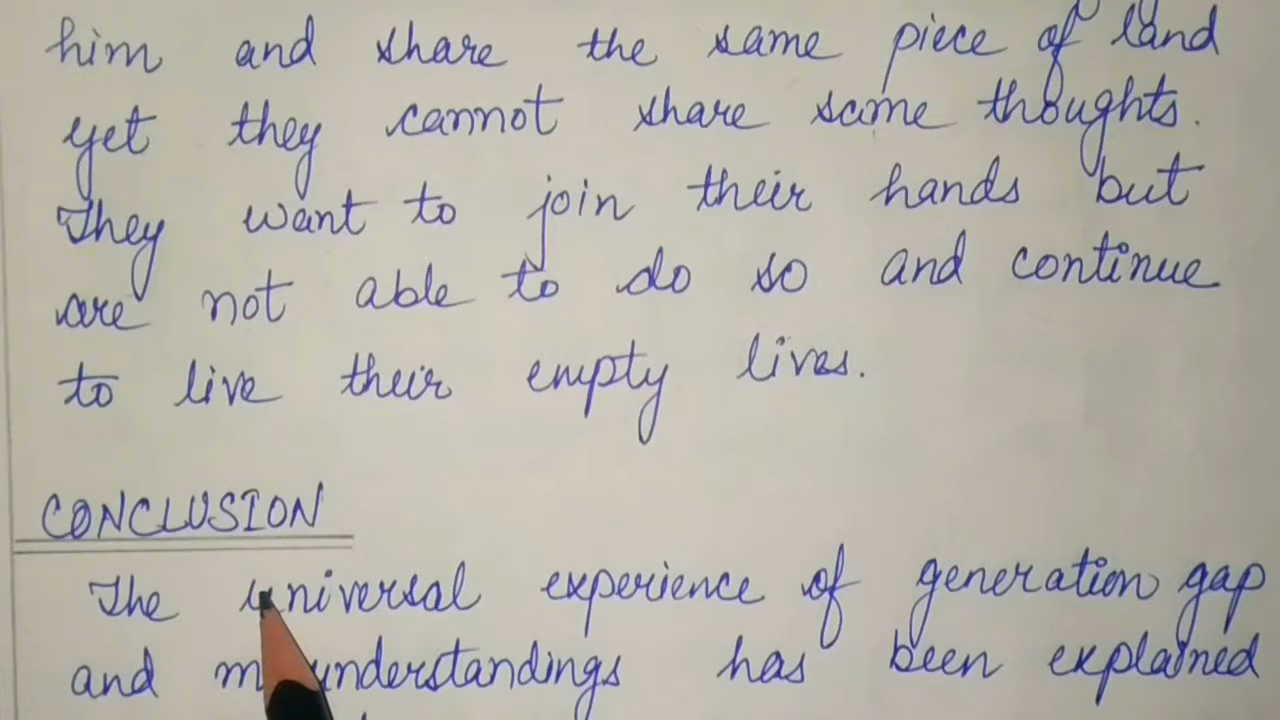 him and share the same piece of land
yet they cannot share same thoughts.
They want to join their hands but
are not able to do so and continue
to live their empty lives.
CONCLUSION
The universal experience of generation gap
and misunderstandings has been explained